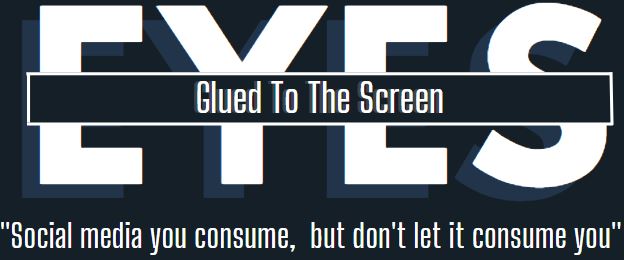 EYES
Glued To The Screen
"Social media you consume,  but don't let it consume you"